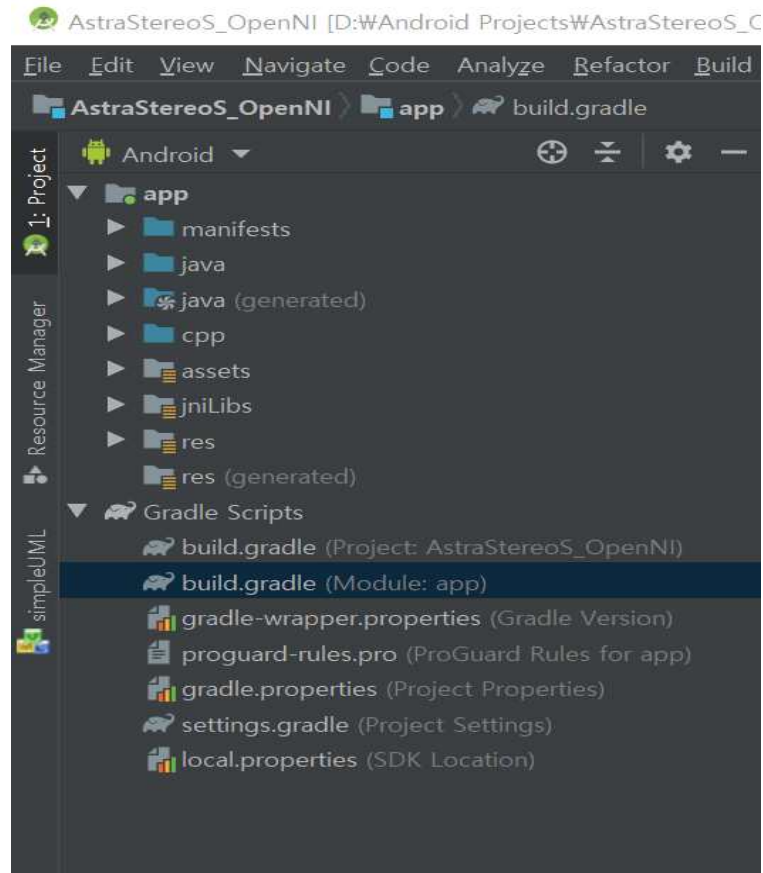 AstraStereoS_OpenNI [D:₩Android Projects₩AstraStereoS_O
File Edit View Navigate Code Analyze Refactor Build
AstraStereoS_OpenNI app build.gradle
Android
1: Project
Resource Manager
simpleUML
app
manifests
java
java (generated)
cpp
assets
jniLibs
res
res (generated)
Gradle Scripts
build.gradle (Project: AstraStereoS_OpenNI)
build.gradle (Module: app)
gradle-wrapper.properties (Gradle Version)
proguard-rules.pro (ProGuard Rules for app)
gradle.properties (Project Properties)
settings.gradle (Project Settings)
local.properties (SDK Location)